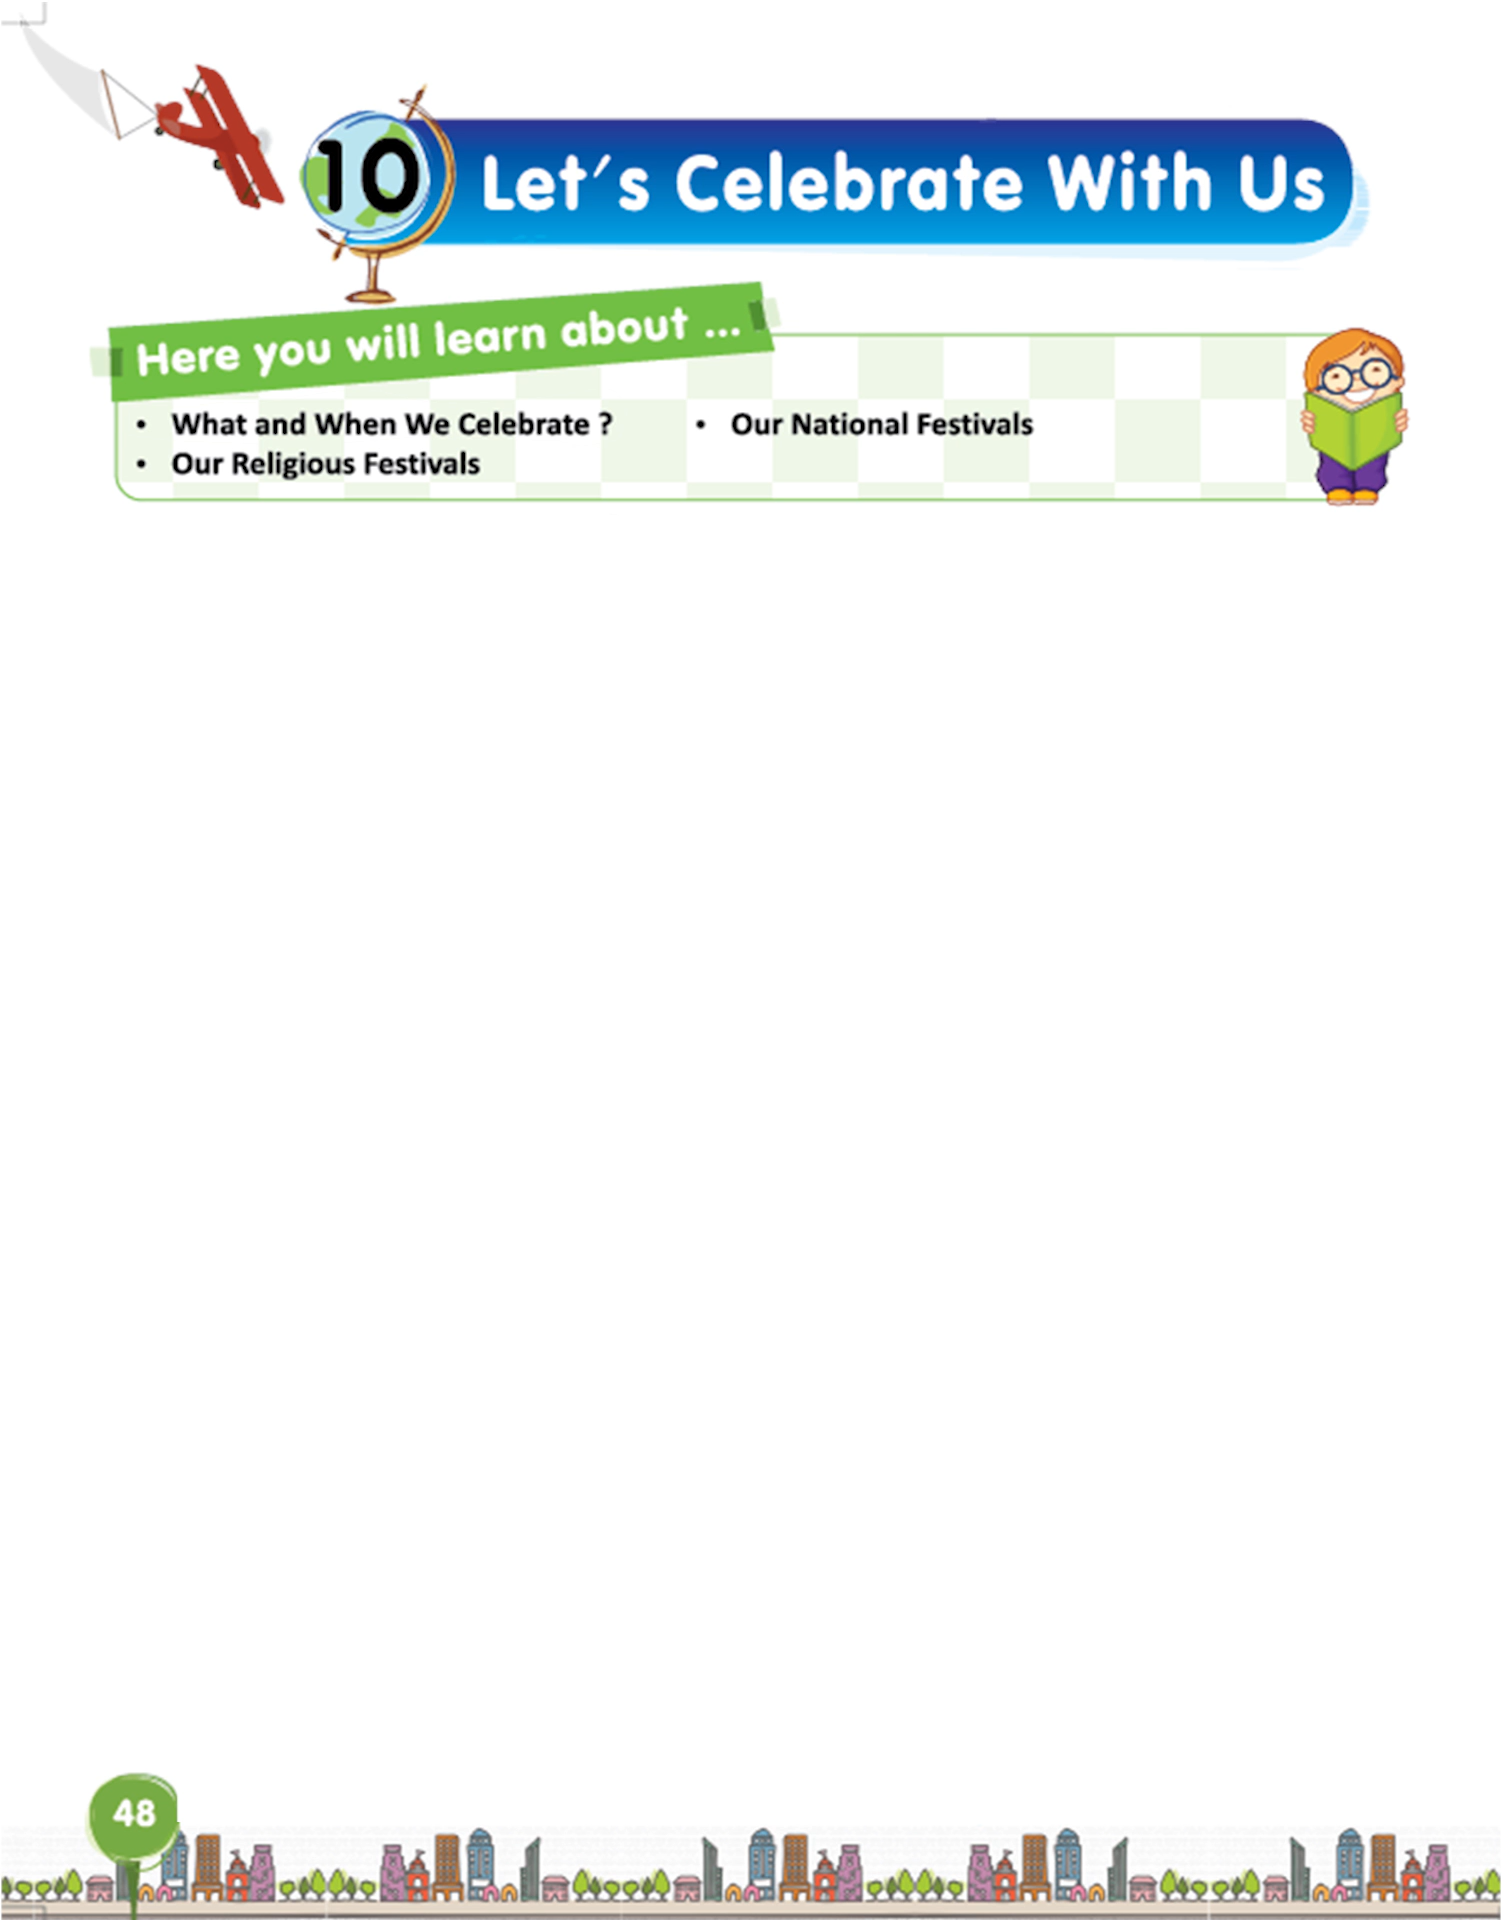 10
Let's Celebrate With Us
Here you will learn about ...
• What and When We Celebrate ?
• Our Religious Festivals
• Our National Festivals
48